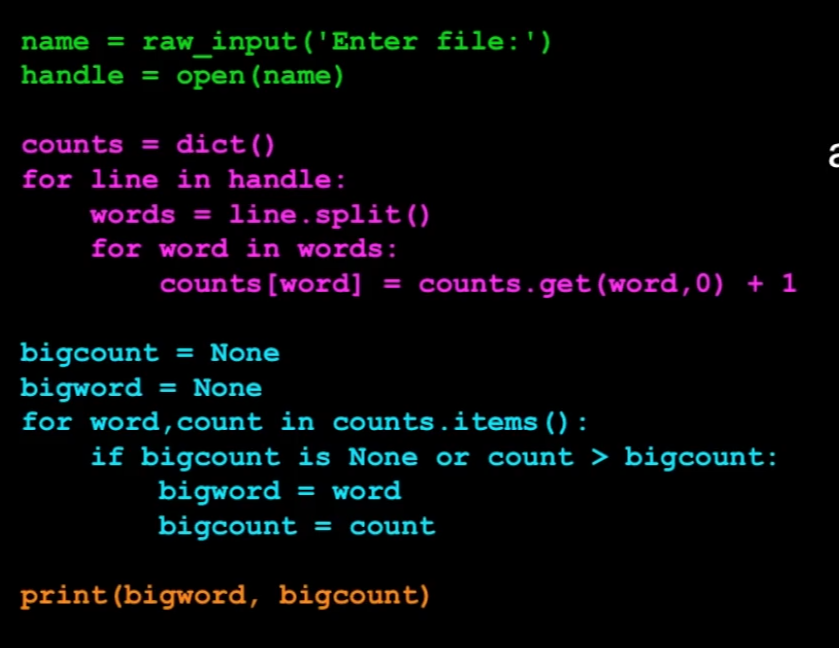 name = raw_input('Enter file:')
handle = open(name)

counts = dict()
for line in handle:
    words = line.split()
    for word in words:
        counts[word] = counts.get(word,0) + 1

bigcount = None
bigword = None
for word,count in counts.items():
    if bigcount is None or count > bigcount:
        bigword = word
        bigcount = count

print(bigword, bigcount)